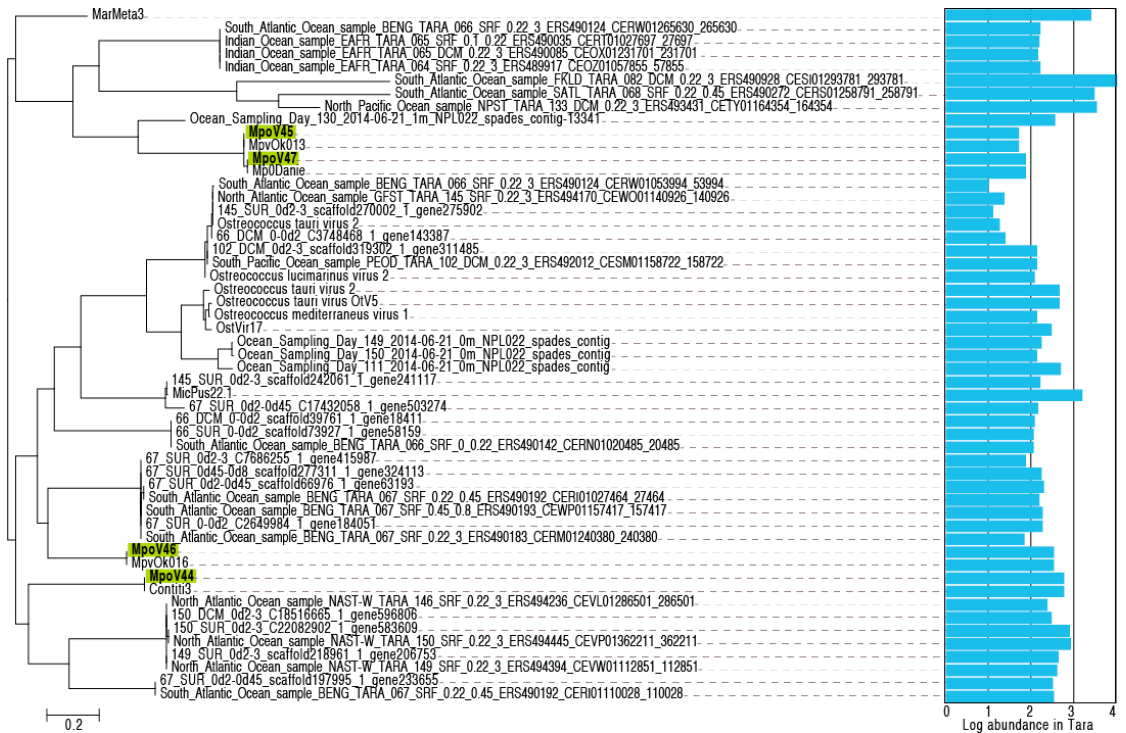 MarMeta3
South_Atlantic_Ocean_sample_BENG_TARA_066_SRF_0.22_3_ERS490124_CERW01265630_265630
Indian_Ocean_sample_EAFR_TARA_065_SRF_0.1_0.22_ERS490035_CERT01027697_27697
Indian_Ocean_sample_EAFR_TARA_065_DCM_0.22_3_ERS490085_CEOX01231701_231701
Indian_Ocean_sample_EAFR_TARA_064_SRF_0.22_3_ERS489917_CEOZ01057855_57855
South_Atlantic_Ocean_sample_FKLD_TARA_082_DCM_0.22_3_ERS490928_CESI01293781_293781
South_Atlantic_Ocean_sample_SATL_TARA_068_SRF_0.22_0.45_ERS490272_CERS01258791_258791
North_Pacific_Ocean_sample_NPST_TARA_133_DCM_0.22_3_ERS493431_CETY01164354_164354
Ocean_Sampling_Day_130_2014-06-21_1m_NPL022_spades_contig-13341
MpoV45
MpvOk013
MpoV47
Mp0Danie
South_Atlantic_Ocean_sample_BENG_TARA_066_SRF_0.22_3_ERS490124_CERW01053994_53994
North_Atlantic_Ocean_sample_GFST_TARA_145_SRF_0.22_3_ERS494170_CEWO01140926_140926
145_SUR_0d2-3_scaffold270002_1_gene275902
Ostreococcus tauri virus 2
66_DCM_0-0d2_C3748468_1_gene143387
102_DCM_0d2-3_scaffold319302_1_gene311485
South_Pacific_Ocean_sample_PEOD_TARA_102_DCM_0.22_3_ERS492012_CESM01158722_158722
Ostreococcus lucimarinus virus 2
Ostreococcus tauri virus 2
Ostreococcus tauri virus OtV5
Ostreococcus mediterraneus virus 1
OstVir17
Ocean_Sampling_Day_149_2014-06-21_0m_NPL022_spades_contig
Ocean_Sampling_Day_150_2014-06-21_0m_NPL022_spades_contig
Ocean_Sampling_Day_111_2014-06-21_0m_NPL022_spades_contig
145_SUR_0d2-3_scaffold242061_1_gene241117
MicPus22.1
67_SUR_0d2-0d45_C17432058_1_gene503274
66_DCM_0-0d2_scaffold39761_1_gene18411
66_SUR_0-0d2_scaffold73927_1_gene58159
South_Atlantic_Ocean_sample_BENG_TARA_066_SRF_0_0.22_ERS490142_CERN01020485_20485
67_SUR_0d2-3_C7686255_1_gene415987
67_SUR_0d45-0d8_scaffold277311_1_gene324113
67_SUR_0d2-0d45_scaffold66976_1_gene63193
South_Atlantic_Ocean_sample_BENG_TARA_067_SRF_0.22_0.45_ERS490192_CERI01027464_27464
South_Atlantic_Ocean_sample_BENG_TARA_067_SRF_0.45_0.8_ERS490193_CEWP01157417_157417
67_SUR_0-0d2_C2649984_1_gene184051
South_Atlantic_Ocean_sample_BENG_TARA_067_SRF_0.22_3_ERS490183_CERM01240380_240380
MpoV46
MpvOk016
MpoV44
Contiti3
North_Atlantic_Ocean_sample_NAST-W_TARA_146_SRF_0.22_3_ERS494236_CEVL01286501_286501
150_DCM_0d2-3_C18516665_1_gene596806
150_SUR_0d2-3_C22082902_1_gene583609
North_Atlantic_Ocean_sample_NAST-W_TARA_150_SRF_0.22_3_ERS494445_CEVP01362211_362211
149_SUR_0d2-3_scaffold218961_1_gene206753
North_Atlantic_Ocean_sample_NAST-W_TARA_149_SRF_0.22_3_ERS494394_CEVW01112851_112851
67_SUR_0d2-0d45_scaffold197995_1_gene233655
South_Atlantic_Ocean_sample_BENG_TARA_067_SRF_0.22_0.45_ERS490192_CERI01110028_110028
0.2
0 1 2 3 4
Log abundance in Tara